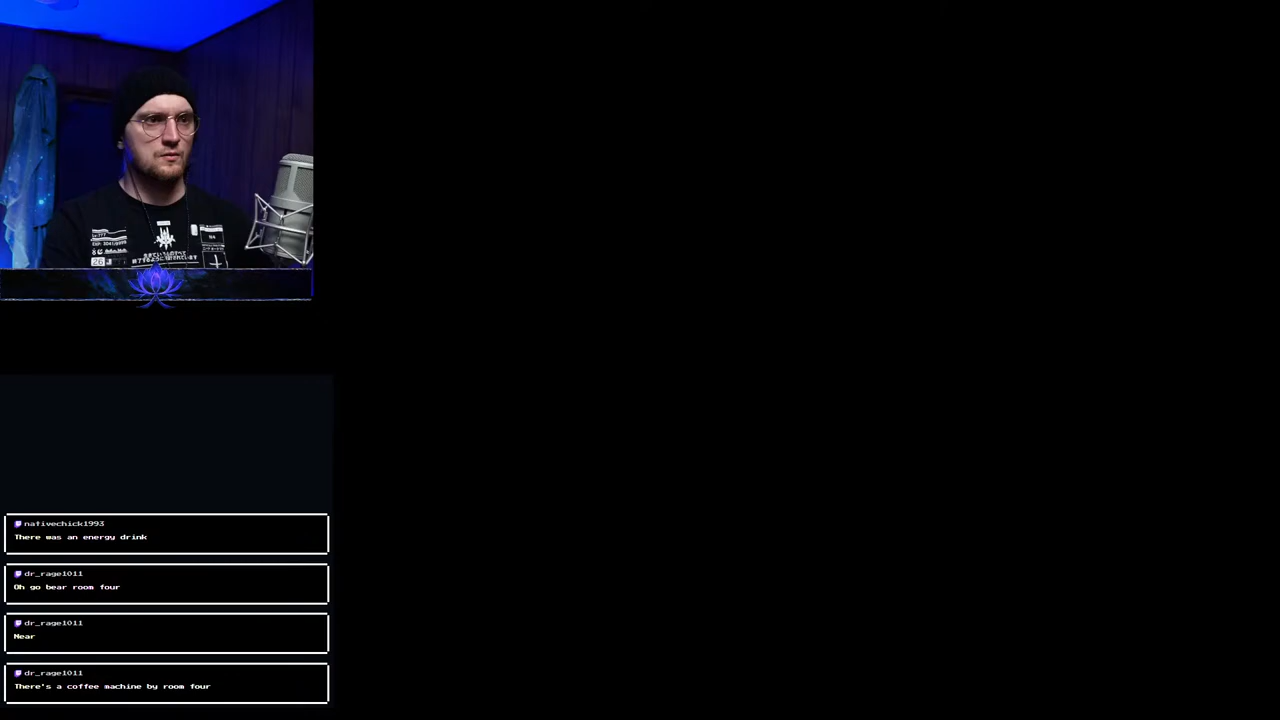 26
nativechick1993
There was an energy drink
dr_rage1011
Oh go bear room four
dr_rage1011
Near
dr_rage1011
There's a coffee machine by room four